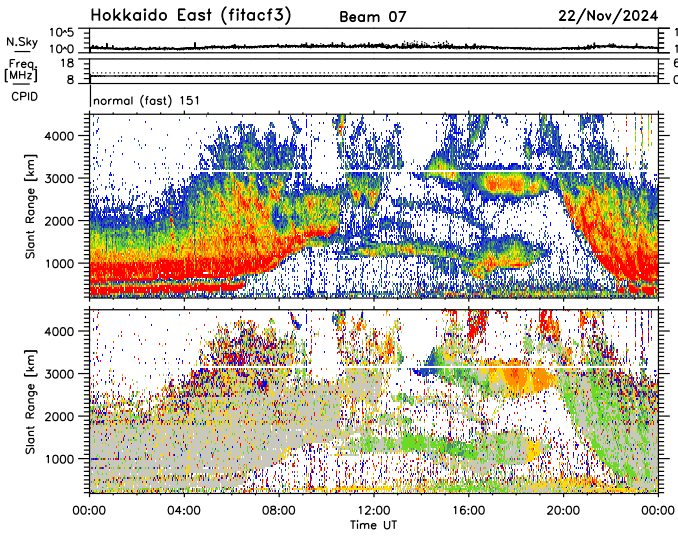 Hokkaido East (fitacf3) Beam 07 22/Nov/2024
N.Sky 10^5 10^0 1 1
Freq. [MHz] 18 8 6 0
CPID normal (fast) 151
Slant Range [km] 4000 3000 2000 1000
Slant Range [km] 4000 3000 2000 1000
00:00 04:00 08:00 12:00 16:00 20:00 00:00
Time UT